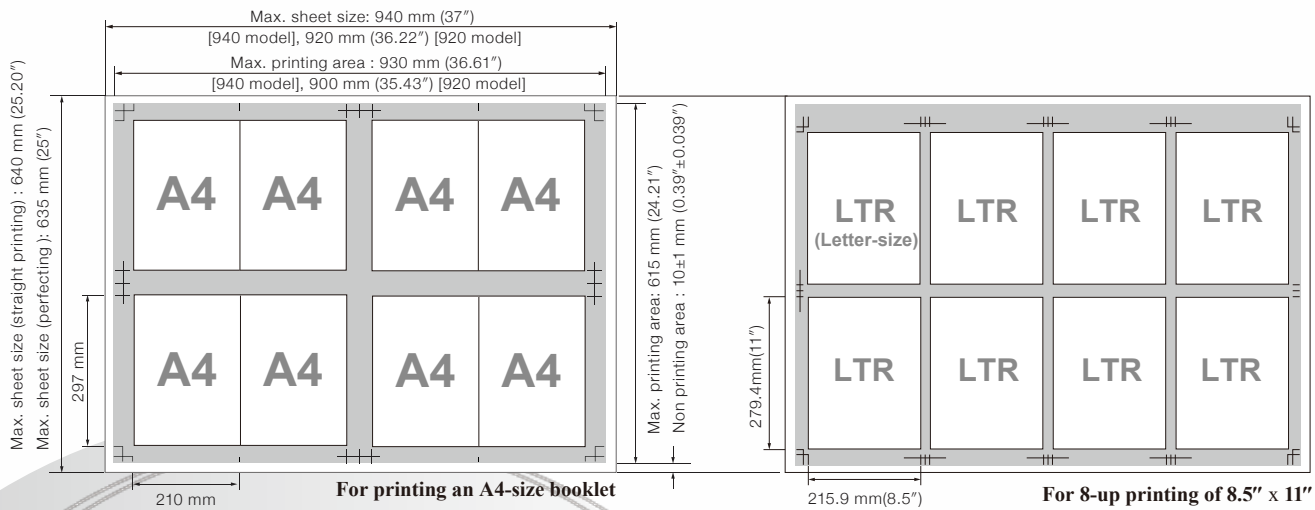 Max. sheet size: 940 mm (37″)
[940 model], 920 mm (36.22″) [920 model]
Max. printing area : 930 mm (36.61″)
[940 model], 900 mm (35.43″) [920 model]
Max. sheet size (straight printing) : 640 mm (25.20″)
Max. sheet size (perfecting ): 635 mm (25″)
A4 A4 A4 A4
A4 A4 A4 A4
297 mm
210 mm
For printing an A4-size booklet
Max. printing area: 615 mm (24.21″)
Non printing area : 10±1 mm (0.39″±0.039″)
LTR LTR LTR LTR
(Letter-size)
LTR LTR LTR LTR
279.4mm(11″)
215.9 mm(8.5″)
For 8-up printing of 8.5″ x 11″